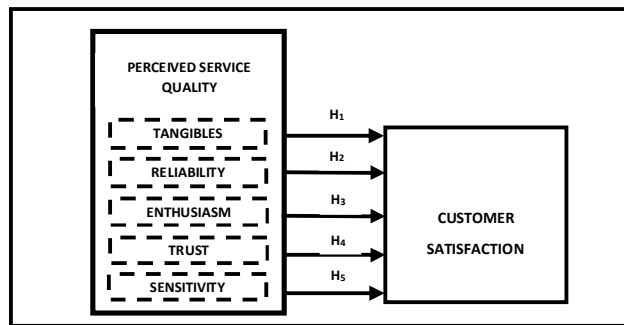 PERCEIVED SERVICE
QUALITY
TANGIBLES
RELIABILITY
ENTHUSIASM
TRUST
SENSITIVITY
H₁
H₂
H₃
H₄
H₅
CUSTOMER
SATISFACTION